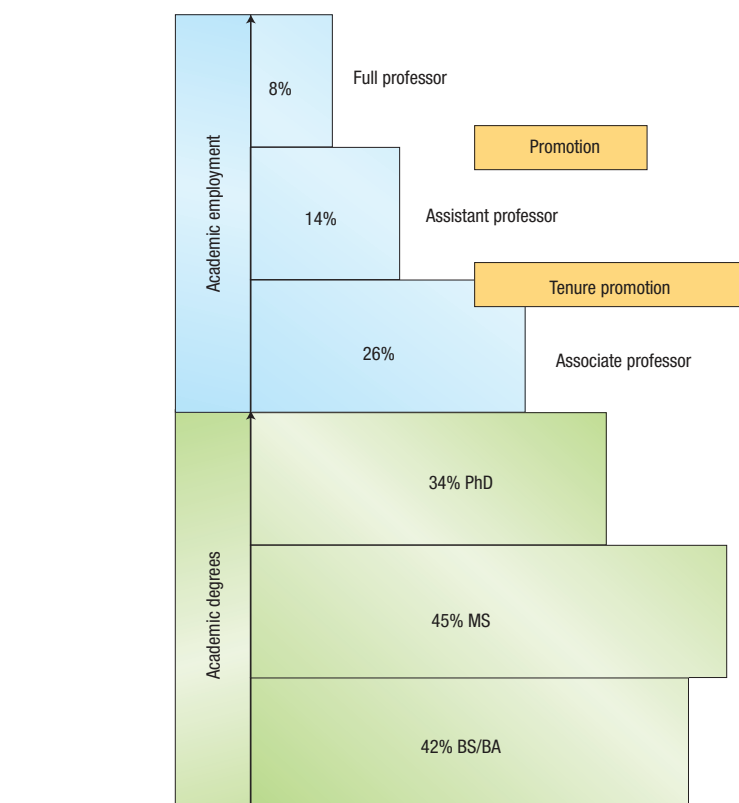 8%
Full professor
Promotion
Academic employment
14%
Assistant professor
Tenure promotion
26%
Associate professor
34% PhD
Academic degrees
45% MS
42% BS/BA